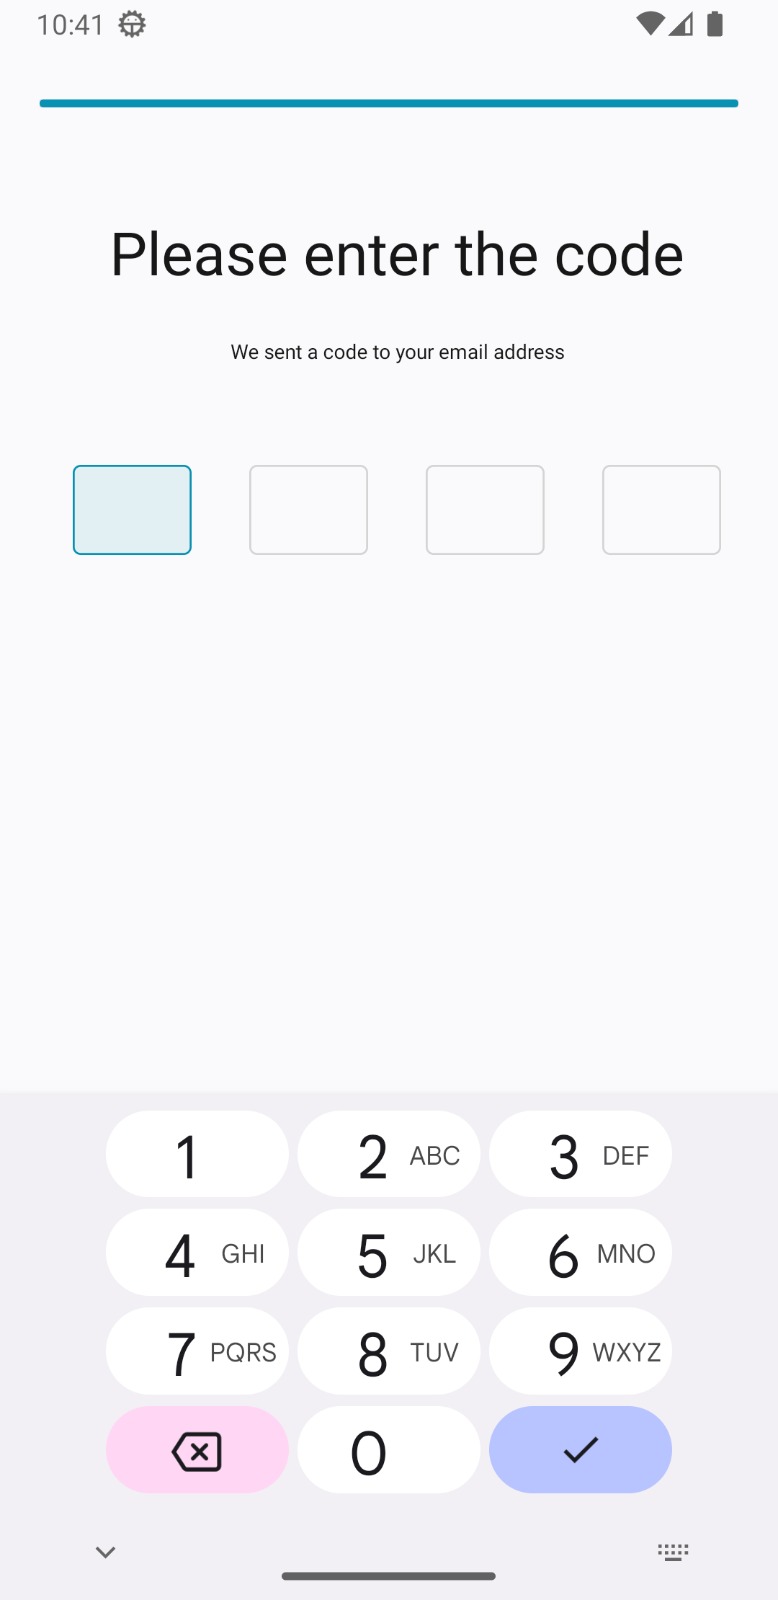 10:41
Please enter the code
We sent a code to your email address
1
2 ABC
3 DEF
4 GHI
5 JKL
6 MNO
7 PQRS
8 TUV
9 WXYZ
0